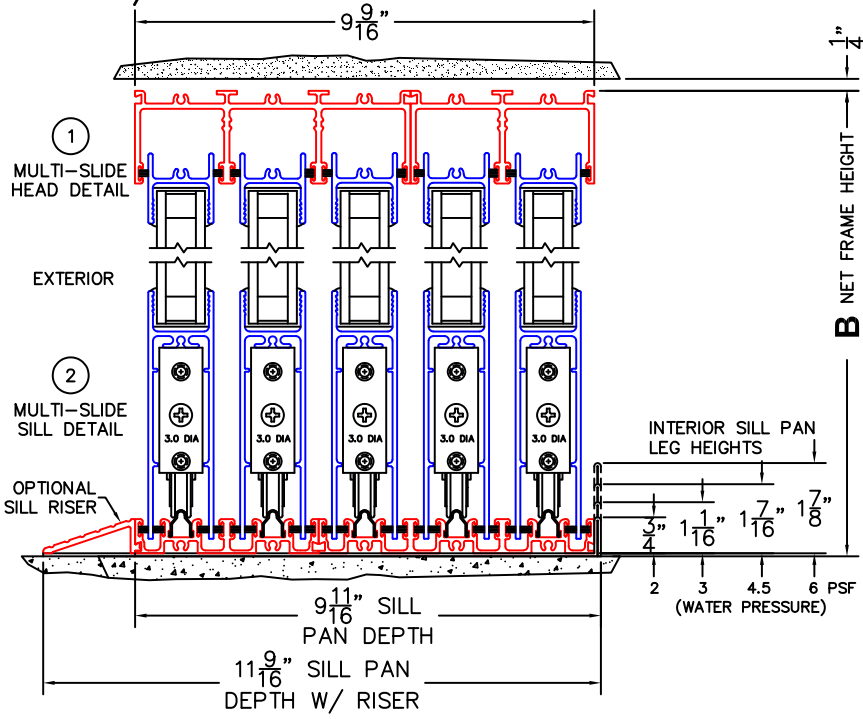 9 9/16"
1/4"
1
MULTI-SLIDE
HEAD DETAIL
NET FRAME HEIGHT
B
EXTERIOR
2
MULTI-SLIDE
SILL DETAIL
3.0 DIA 3.0 DIA 3.0 DIA 3.0 DIA 3.0 DIA
INTERIOR SILL PAN
LEG HEIGHTS
OPTIONAL
SILL RISER
3/4" 1 1/16" 1 7/16" 1 7/8"
2 3 4.5 6 PSF
(WATER PRESSURE)
9 11/16" SILL
PAN DEPTH
11 9/16" SILL PAN
DEPTH W/ RISER